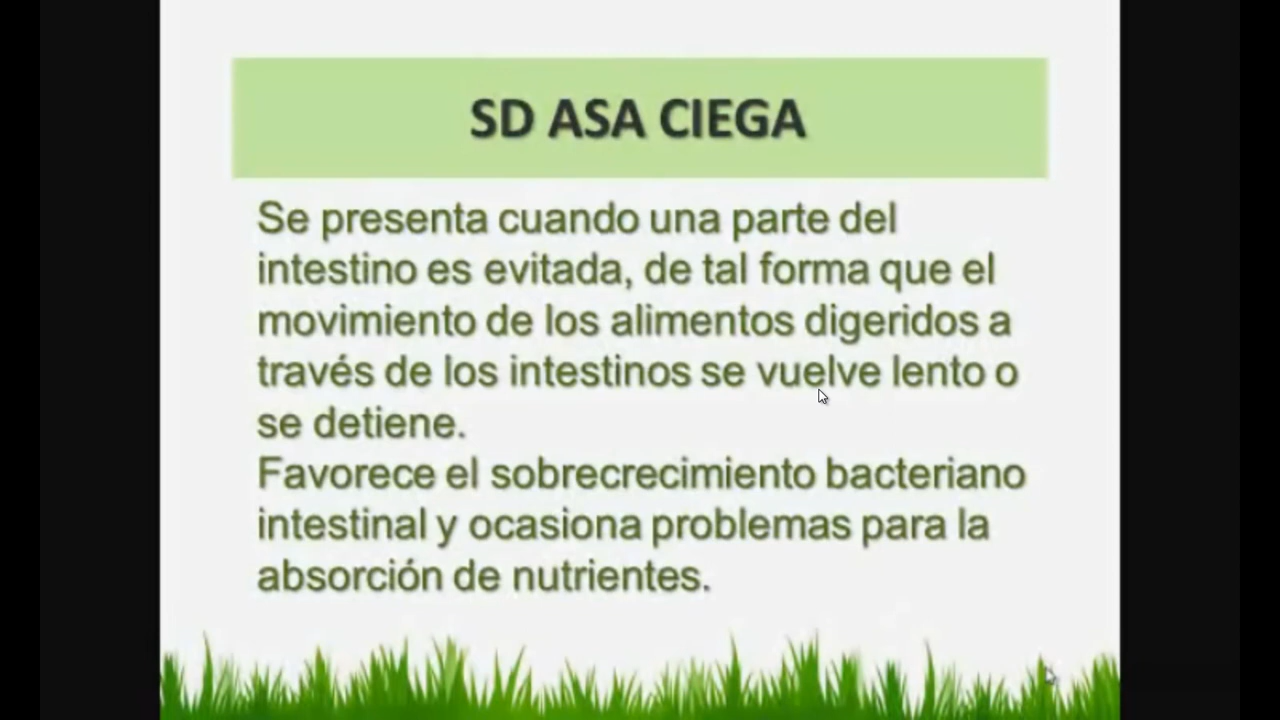 SD ASA CIEGA
Se presenta cuando una parte del
intestino es evitada, de tal forma que el
movimiento de los alimentos digeridos a
través de los intestinos se vuelve lento o
se detiene.
Favorece el sobrecrecimiento bacteriano
intestinal y ocasiona problemas para la
absorción de nutrientes.